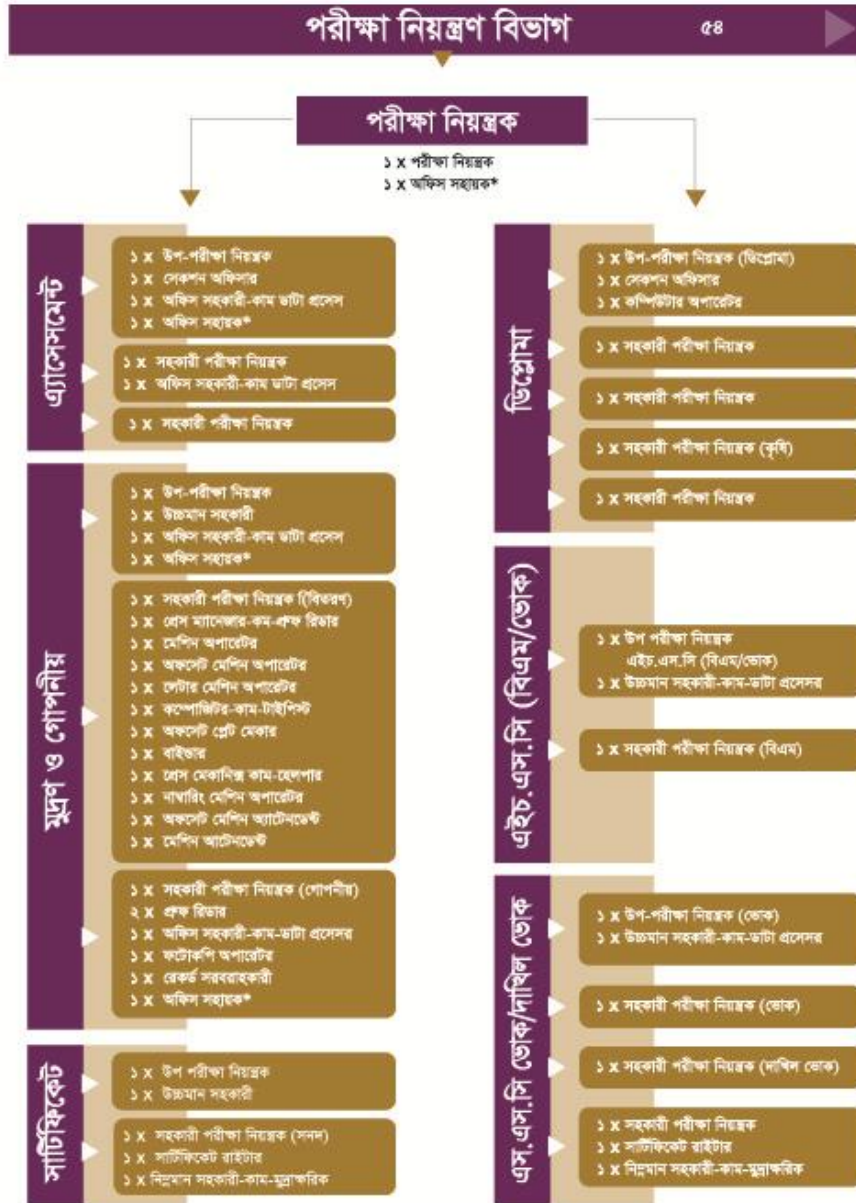 পরীক্ষা নিয়ন্ত্রণ বিভাগ ৫৪
পরীক্ষা নিয়ন্ত্রক
১ x পরীক্ষা নিয়ন্ত্রক
১ x অফিস সহায়ক*
এ্যাসেসমেন্ট
১ x উপ-পরীক্ষা নিয়ন্ত্রক
১ x সেকশন অফিসার
১ x অফিস সহকারী-কাম ডাটা প্রসেস
১ x অফিস সহায়ক*
১ x সহকারী পরীক্ষা নিয়ন্ত্রক
১ x অফিস সহকারী-কাম ডাটা প্রসেস
১ x সহকারী পরীক্ষা নিয়ন্ত্রক
মুদ্রণ ও গোপনীয়
১ x উপ-পরীক্ষা নিয়ন্ত্রক
১ x উচ্চমান সহকারী
১ x অফিস সহকারী-কাম ডাটা প্রসেস
১ x অফিস সহায়ক*
১ x সহকারী পরীক্ষা নিয়ন্ত্রক (বিতরণ)
১ x প্রেস ম্যানেজার-কম-প্রুফ রিডার
১ x মেশিন অপারেটর
১ x অফসেট মেশিন অপারেটর
১ x লেটার মেশিন অপারেটর
১ x কম্পোজিটর-কাম-টাইপিস্ট
১ x অফসেট প্লেট মেকার
১ x বাইন্ডার
১ x প্রেস মেকানিক্স কাম-হেলপার
১ x নাম্বারিং মেশিন অপারেটর
১ x অফসেট মেশিন অ্যাটেনডেন্ট
১ x মেশিন আটেনডেন্ট
১ x সহকারী পরীক্ষা নিয়ন্ত্রক (গোপনীয়)
২ x প্রুফ রিডার
১ x অফিস সহকারী-কাম-ডাটা প্রসেসর
১ x ফটোকপি অপারেটর
১ x রেকর্ড সরবরাহকারী
১ x অফিস সহায়ক*
সার্টিফিকেট
১ x উপ পরীক্ষা নিয়ন্ত্রক
১ x উচ্চমান সহকারী
১ x সহকারী পরীক্ষা নিয়ন্ত্রক (সনদ)
১ x সার্টিফিকেট রাইটার
১ x নিম্নমান সহকারী-কাম-মুদ্রাক্ষরিক
ডিপ্লোমা
১ x উপ-পরীক্ষা নিয়ন্ত্রক (ডিপ্লোমা)
১ x সেকশন অফিসার
১ x কম্পিউটার অপারেটর
১ x সহকারী পরীক্ষা নিয়ন্ত্রক
১ x সহকারী পরীক্ষা নিয়ন্ত্রক
১ x সহকারী পরীক্ষা নিয়ন্ত্রক (কৃষি)
১ x সহকারী পরীক্ষা নিয়ন্ত্রক
এইচ.এস.সি (বিএম/ভোক)
১ x উপ পরীক্ষা নিয়ন্ত্রক
এইচ.এস.সি (বিএম/ভোক)
১ x উচ্চমান সহকারী-কাম-ডাটা প্রসেসর
১ x সহকারী পরীক্ষা নিয়ন্ত্রক (বিএম)
এস.এস.সি ভোক/দাখিল ভোক
১ x উপ-পরীক্ষা নিয়ন্ত্রক (ভোক)
১ x উচ্চমান সহকারী-কাম-ডাটা প্রসেসর
১ x সহকারী পরীক্ষা নিয়ন্ত্রক (ভোক)
১ x সহকারী পরীক্ষা নিয়ন্ত্রক (দাখিল ভোক)
১ x সহকারী পরীক্ষা নিয়ন্ত্রক
১ x সার্টিফিকেট রাইটার
১ x নিম্নমান সহকারী-কাম-মুদ্রাক্ষরিক